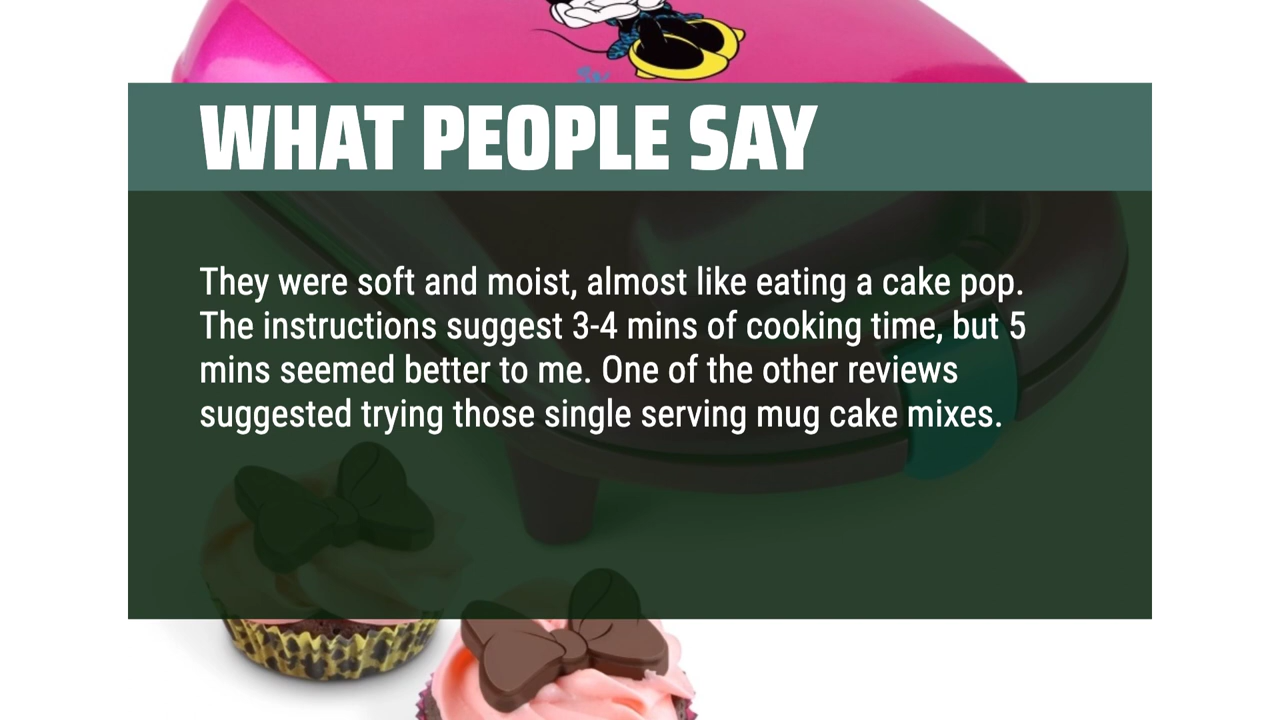 WHAT PEOPLE SAY
They were soft and moist, almost like eating a cake pop.
The instructions suggest 3-4 mins of cooking time, but 5
mins seemed better to me. One of the other reviews
suggested trying those single serving mug cake mixes.